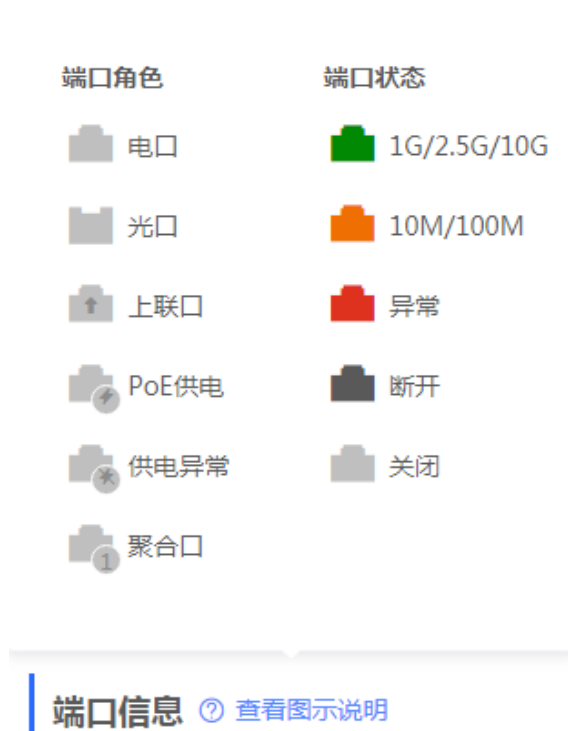 端口角色 端口状态
电口 1G/2.5G/10G
光口 10M/100M
上联口 异常
PoE供电 断开
供电异常 关闭
1 聚合口
端口信息 ? 查看图示说明